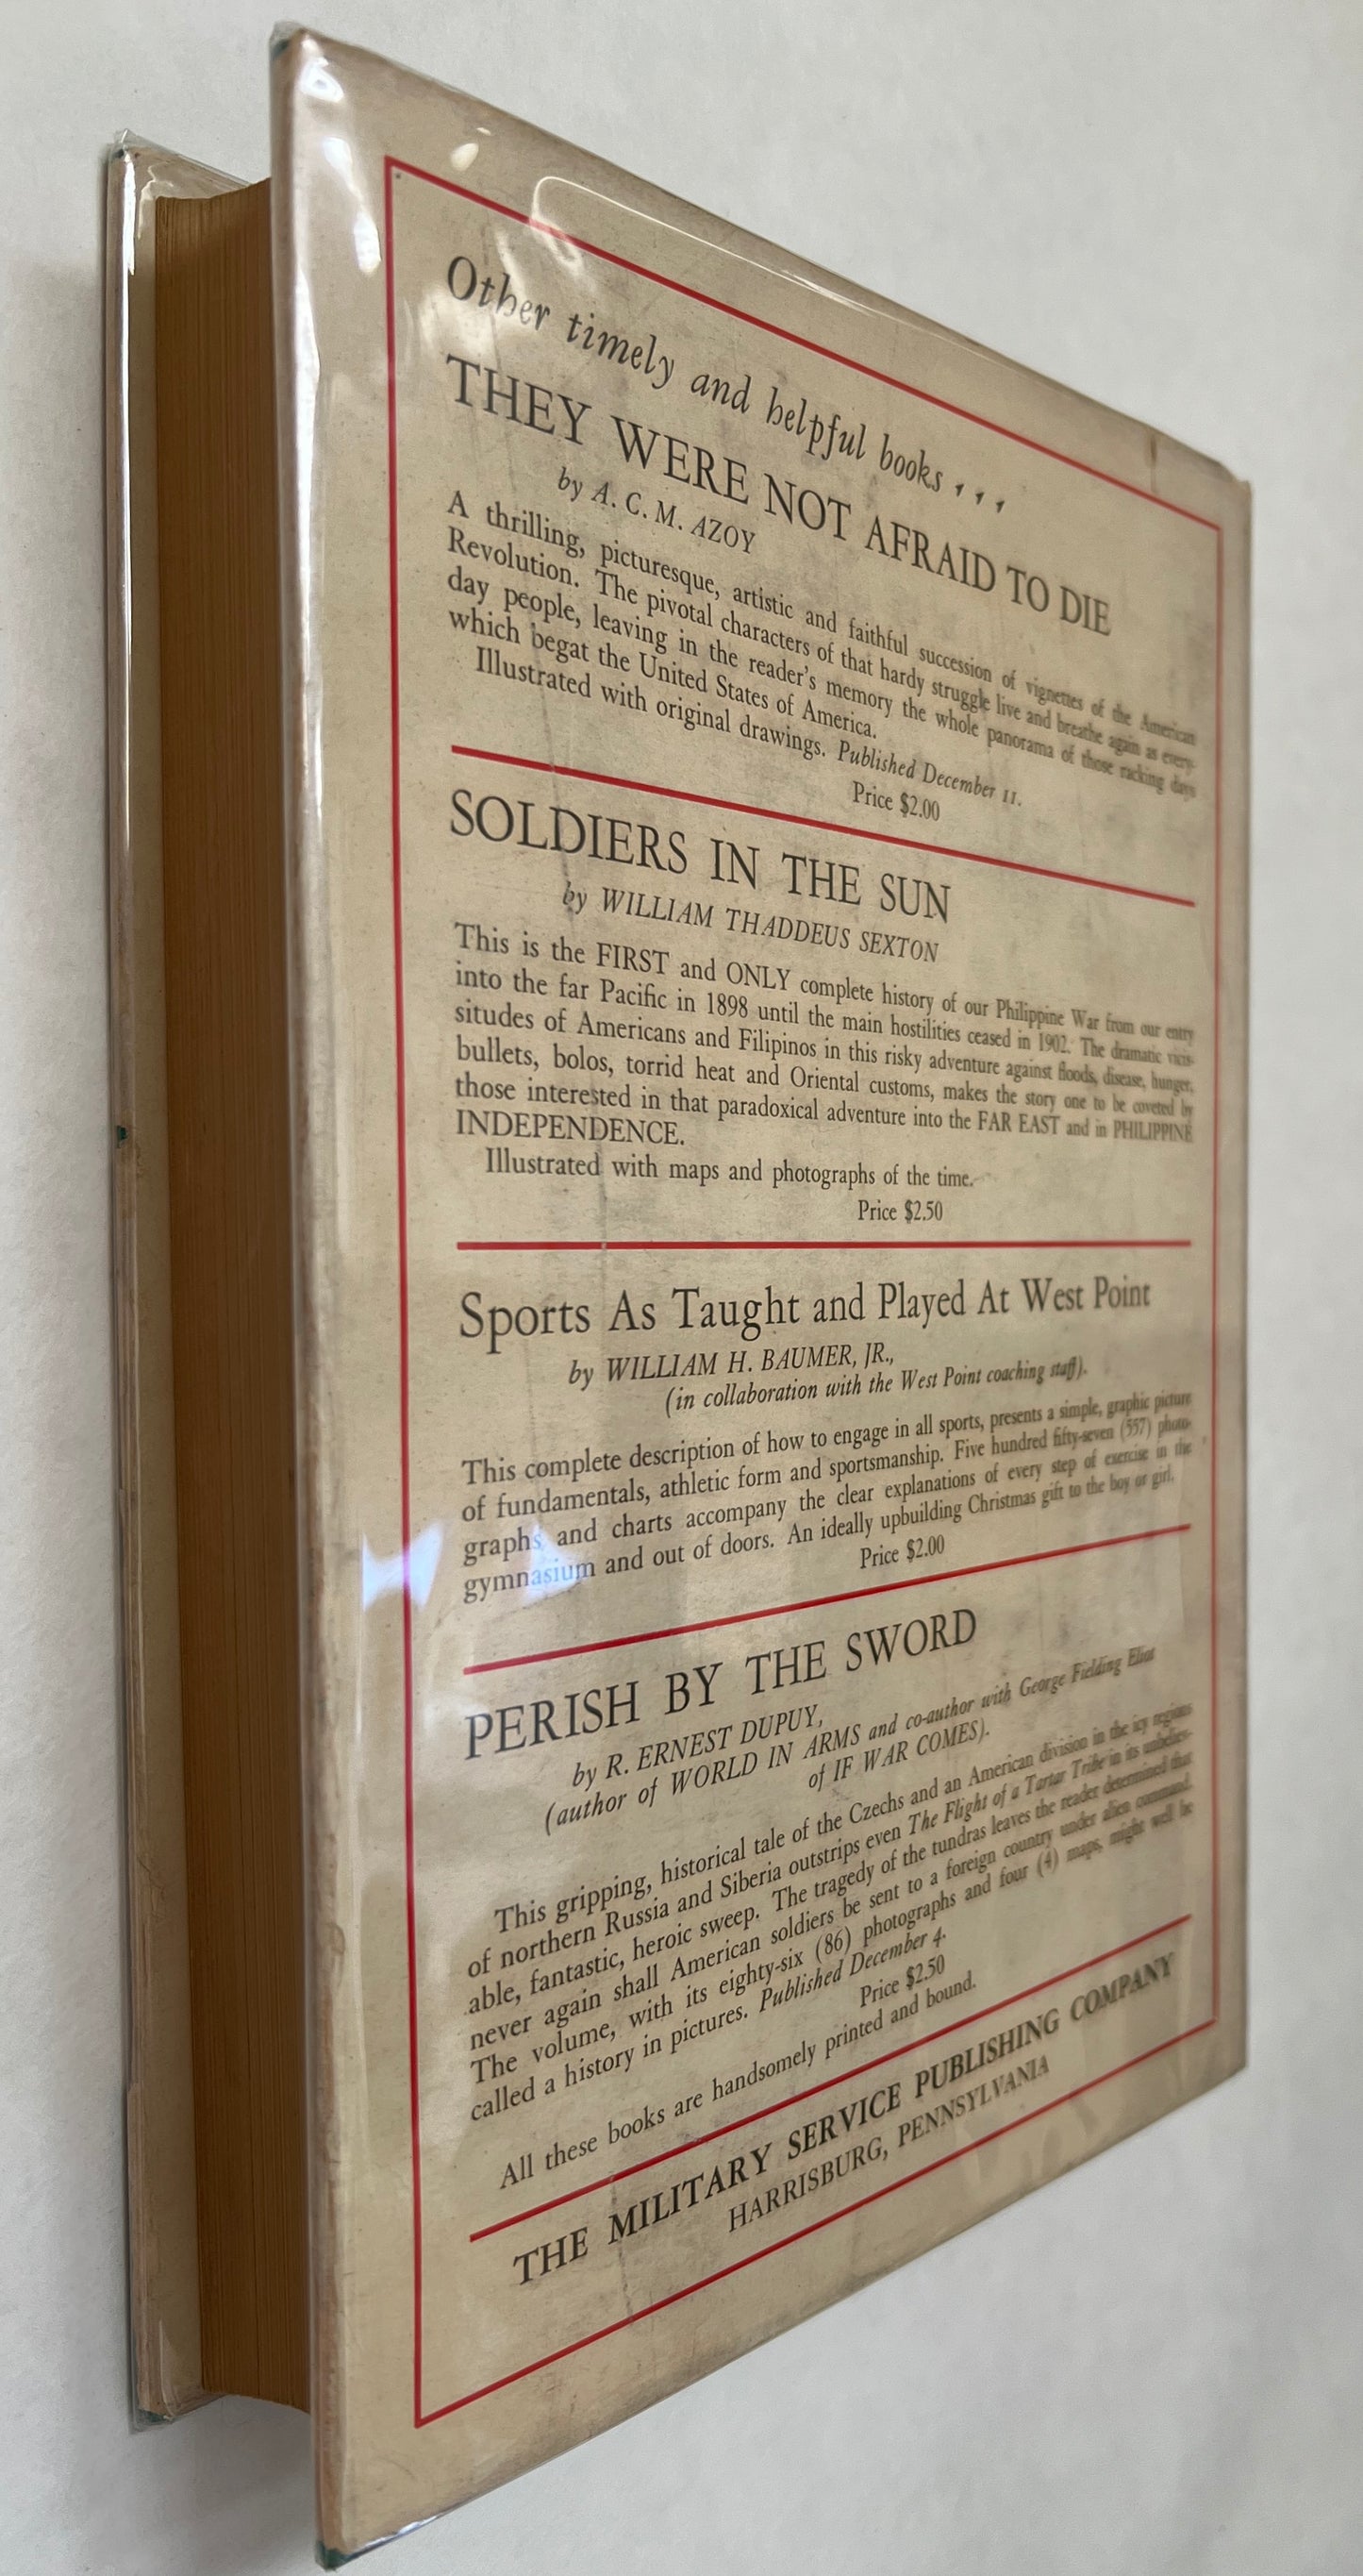 Other timely and helpful books , , ,
THEY WERE NOT AFRAID TO DIE
by A. C. M. AZOY
A thrilling, picturesque, artistic and faithful succession of vignettes of the American
Revolution. The pivotal characters of that hardy struggle live and breathe again as every-
day people, leaving in the reader's memory the whole panorama of those racking days
which begat the United States of America.
Illustrated with original drawings. Published December 11.
Price $2.00
SOLDIERS IN THE SUN
by WILLIAM THADDEUS SEXTON
This is the FIRST and ONLY complete history of our Philippine War from our entry
into the far Pacific in 1898 until the main hostilities ceased in 1902. The dramatic vicis-
situdes of Americans and Filipinos in this risky adventure against floods, disease, hunger,
bullets, bolos, torrid heat and Oriental customs, makes the story one to be coveted by
those interested in that paradoxical adventure into the FAR EAST and in PHILIPPINE
INDEPENDENCE.
Illustrated with maps and photographs of the time.
Price $2.50
Sports As Taught and Played At West Point
by WILLIAM H. BAUMER, JR.,
(in collaboration with the West Point coaching staff).
This complete description of how to engage in all sports, presents a simple, graphic picture
of fundamentals, athletic form and sportsmanship. Five hundred fifty-seven (557) photo-
graphs and charts accompany the clear explanations of every step of exercise in the
gymnasium and out of doors. An ideally upbuilding Christmas gift to the boy or girl.
Price $2.00
PERISH BY THE SWORD
by R. ERNEST DUPUY,
(author of WORLD IN ARMS and co-author with George Fielding Eliot
of IF WAR COMES).
This gripping, historical tale of the Czechs and an American division in the icy regions
of northern Russia and Siberia outstrips even The Flight of a Tartar Tribe in its unbeliev-
able, fantastic, heroic sweep. The tragedy of the tundras leaves the reader determined that
never again shall American soldiers be sent to a foreign country under alien command.
The volume, with its eighty-six (86) photographs and four (4) maps, might well be
called a history in pictures. Published December 4.
Price $2.50
All these books are handsomely printed and bound.
THE MILITARY SERVICE PUBLISHING COMPANY
HARRISBURG, PENNSYLVANIA